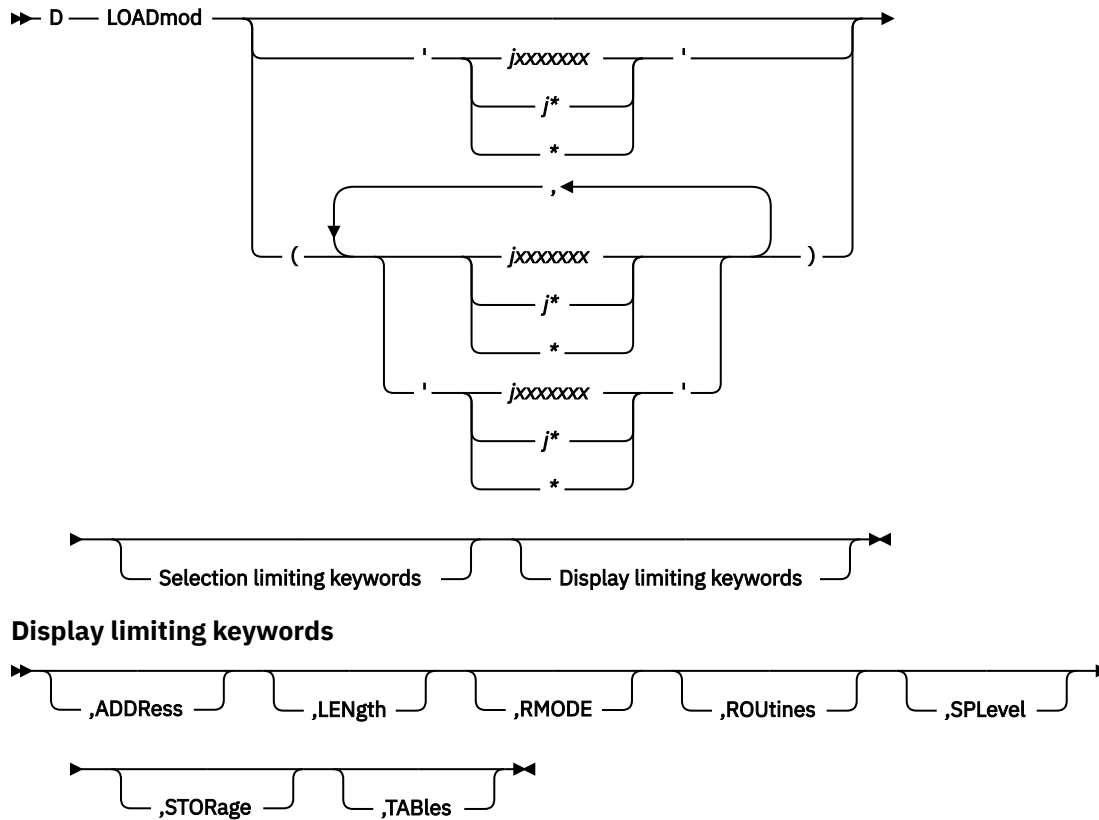 D LOADmod
' jxxxxxxx '
j*
*
,
( jxxxxxxx )
j*
*
' jxxxxxxx '
j*
*
Selection limiting keywords Display limiting keywords
Display limiting keywords
,ADDRess ,LENgth ,RMODE ,ROUtines ,SPLevel
,STORage ,TABles